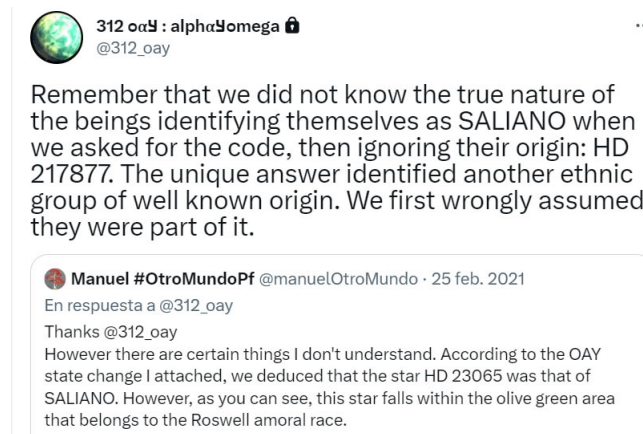 312 oαყ : alphαყomega 🔒
@312_oay
Remember that we did not know the true nature of
the beings identifying themselves as SALIANO when
we asked for the code, then ignoring their origin: HD
217877. The unique answer identified another ethnic
group of well known origin. We first wrongly assumed
they were part of it.
Manuel #OtroMundoPf @manuelOtroMundo · 25 feb. 2021
En respuesta a @312_oay
Thanks @312_oay
However there are certain things I don't understand. According to the OAY
state change I attached, we deduced that the star HD 23065 was that of
SALIANO. However, as you can see, this star falls within the olive green area
that belongs to the Roswell amoral race.